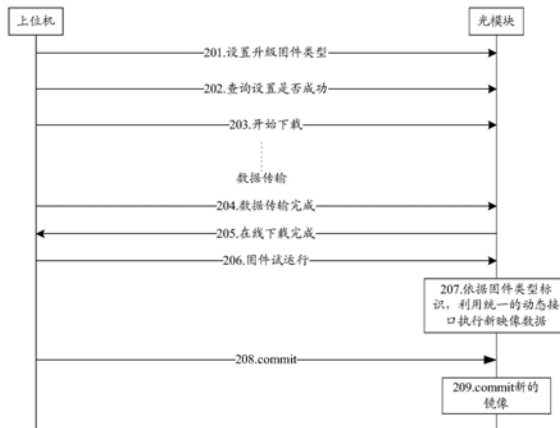 上位机
光模块
201.设置升级固件类型
202.查询设置是否成功
203.开始下载
数据传输
204.数据传输完成
205.在线下载完成
206.固件试运行
207.依据固件类型标
识，利用统一的动态接
口执行新映像数据
208.commit
209.commit新的
镜像